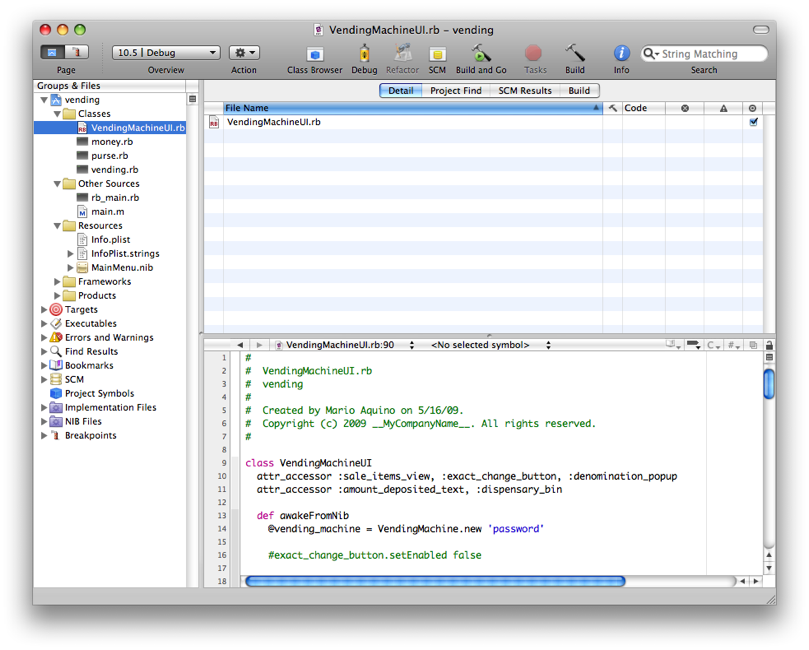 VendingMachineUI.rb – vending
10.5 | Debug
Page
Overview
Action
Class Browser
Debug
Refactor
SCM
Build and Go
Tasks
Build
Info
String Matching
Search
Groups & Files
vending
Classes
VendingMachineUI.rb
money.rb
purse.rb
vending.rb
Other Sources
rb_main.rb
main.m
Resources
Info.plist
InfoPlist.strings
MainMenu.nib
Frameworks
Products
Targets
Executables
Errors and Warnings
Find Results
Bookmarks
SCM
Project Symbols
Implementation Files
NIB Files
Breakpoints
Detail Project Find SCM Results Build
File Name Code
VendingMachineUI.rb
VendingMachineUI.rb:90 <No selected symbol> C #
1 #
2 # VendingMachineUI.rb
3 # vending
4 #
5 # Created by Mario Aquino on 5/16/09.
6 # Copyright (c) 2009 __MyCompanyName__. All rights reserved.
7 #
8
9 class VendingMachineUI
10 attr_accessor :sale_items_view, :exact_change_button, :denomination_popup
11 attr_accessor :amount_deposited_text, :dispensary_bin
12
13 def awakeFromNib
14 @vending_machine = VendingMachine.new 'password'
15
16 #exact_change_button.setEnabled false
17
18